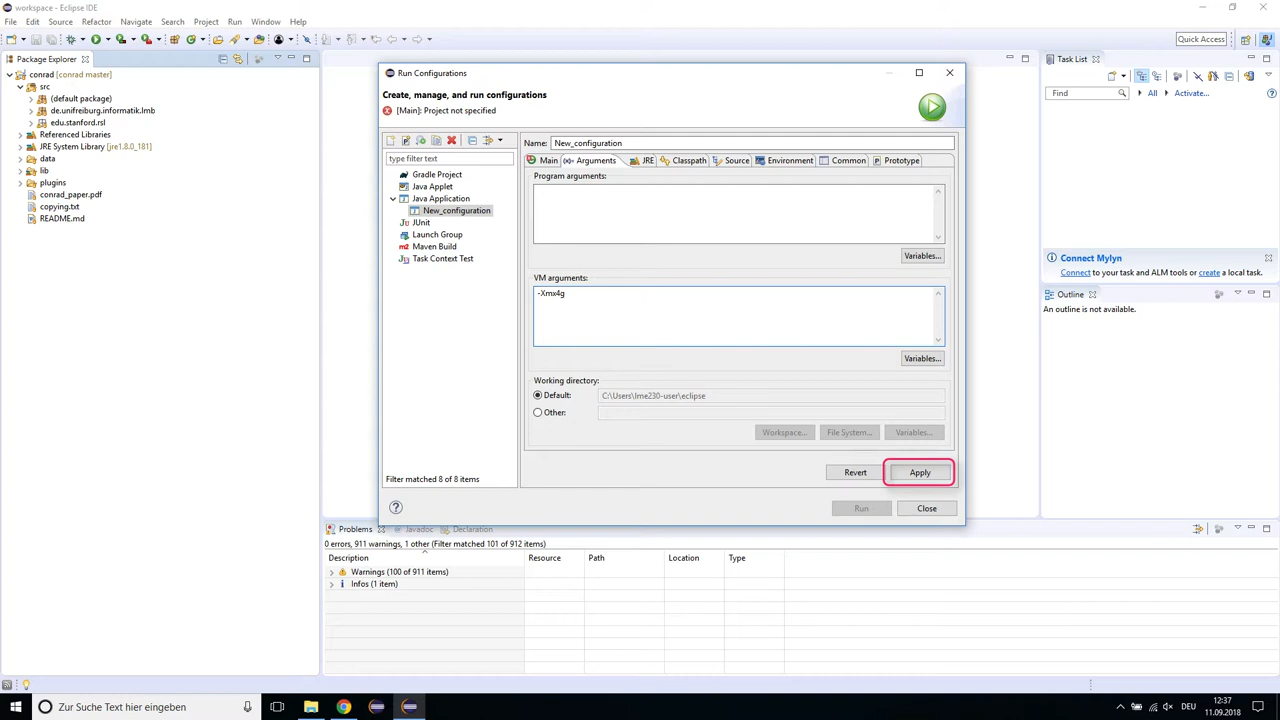 workspace - Eclipse IDE
File Edit Source Refactor Navigate Search Project Run Window Help
Quick Access
Package Explorer
conrad (conrad master)
src
(default package)
de.unifreiburg.informatik.lmb
edu.stanford.rsl
Referenced Libraries
JRE System Library [jre1.8.0_181]
data
lib
plugins
conrad_paper.pdf
copying.txt
README.md
Run Configurations
Create, manage, and run configurations
[Main]: Project not specified
type filter text
Gradle Project
Java Applet
Java Application
New_configuration
JUnit
Launch Group
m2 Maven Build
Task Context Test
Filter matched 8 of 8 items
Name: New_configuration
Main (x)= Arguments JRE Classpath Source Environment Common Prototype
Program arguments:
Variables...
VM arguments:
-Xmx4g
Variables...
Working directory:
Default: C:\Users\lme230-user\eclipse
Other:
Workspace... File System... Variables...
Revert Apply
Run Close
Task List
Find All Activate...
Connect Mylyn
Connect to your task and ALM tools or create a local task.
Outline
An outline is not available.
Problems Javadoc Declaration
0 errors, 911 warnings, 1 other (Filter matched 101 of 912 items)
Description Resource Path Location Type
Warnings (100 of 911 items)
Infos (1 item)
Zur Suche Text hier eingeben
DEU
12:37
11.09.2018